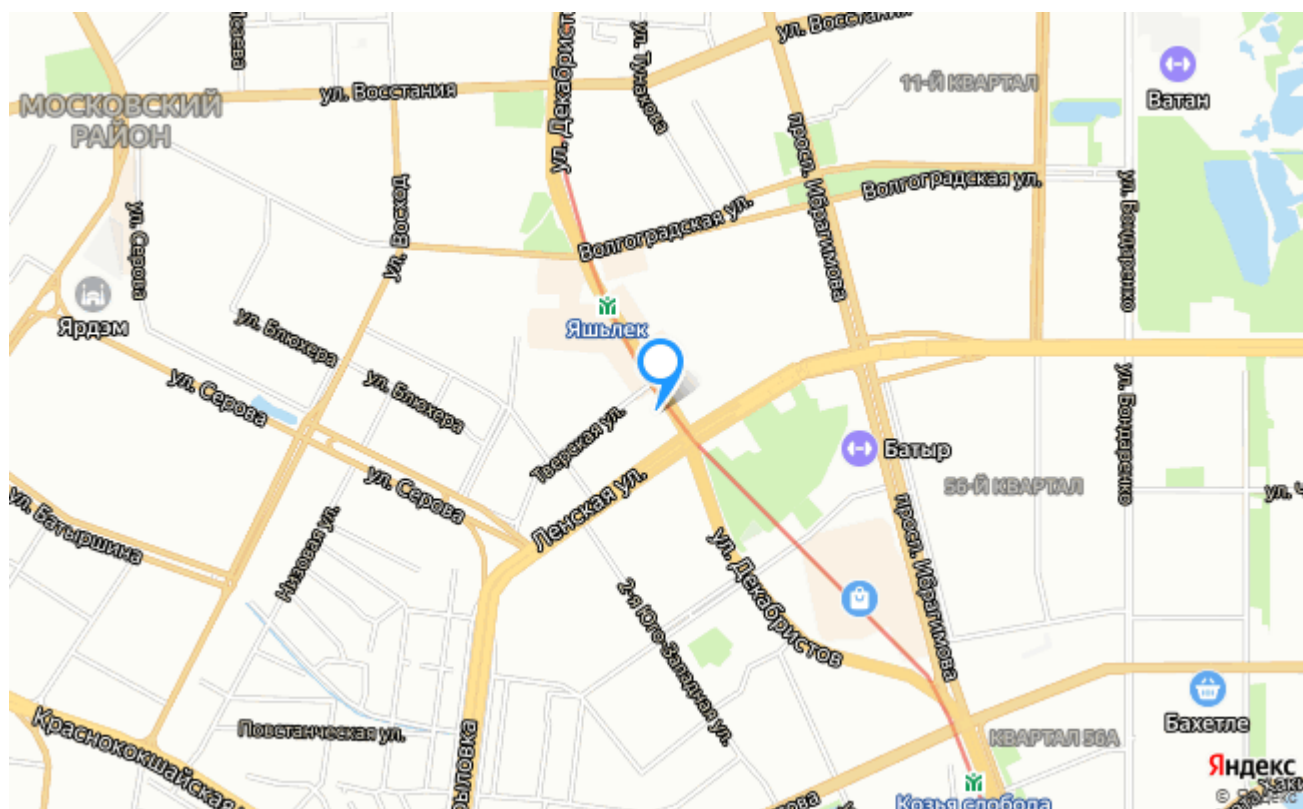 ул. Декабристов
ул. Тунакова
ул. Восстания
11-Й КВАРТАЛ
Ватан
ул. Восстания
МОСКОВСКИЙ
РАЙОН
просп. Ибрагимова
Волгоградская ул.
ул. Бондаренко
ул. Серова
ул. Восход
Волгоградская ул.
Ярдэм
Яшьлек
ул. Блюхера
ул. Блюхера
ул. Серова
ул. Бондаренко
Тверская ул.
Батыр
56-Й КВАРТАЛ
ул. Серова
Ленская ул.
ул. Батыршина
Низовая ул.
просп. Ибрагимова
ул. Декабристов
2-я Юго-Западная ул.
Краснококшайская
Повстанческая ул.
Бахетле
КВАРТАЛ 56А
Яндекс
Козья слобода